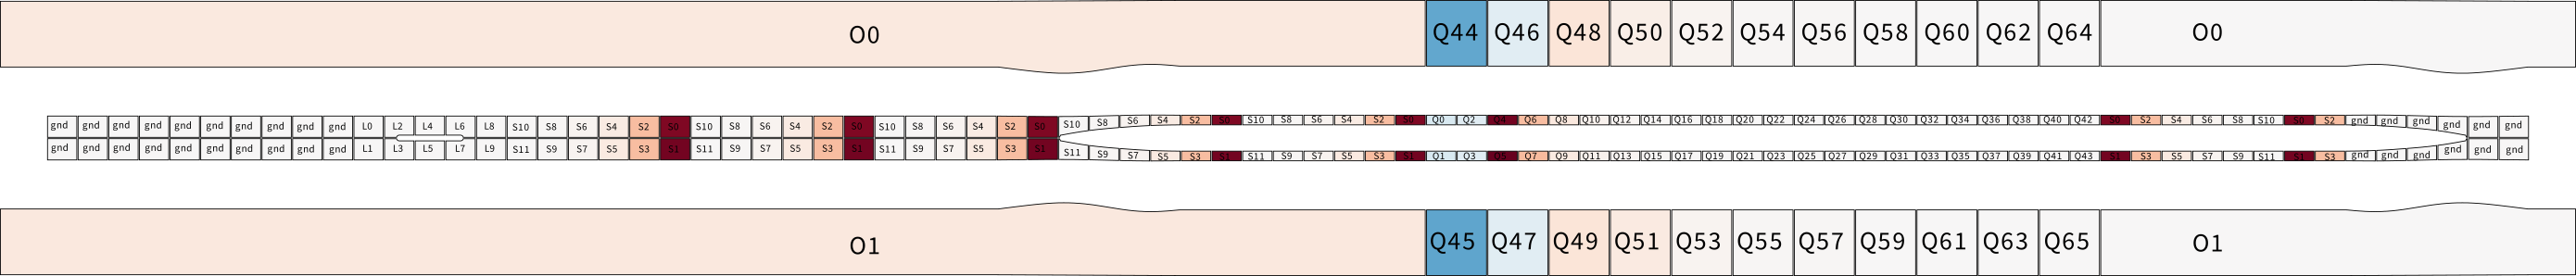 O0 Q44 Q46 Q48 Q50 Q52 Q54 Q56 Q58 Q60 Q62 Q64 O0
gnd gnd gnd gnd gnd gnd gnd gnd gnd gnd L0 L2 L4 L6 L8 S10 S8 S6 S4 S2 S0 S10 S8 S6 S4 S2 S0 S10 S8 S6 S4 S2 S0 S10 S8 S6 S4 S2 S0 S10 S8 S6 S4 S2 S0 Q0 Q2 Q4 Q6 Q8 Q10 Q12 Q14 Q16 Q18 Q20 Q22 Q24 Q26 Q28 Q30 Q32 Q34 Q36 Q38 Q40 Q42 S0 S2 S4 S6 S8 S10 S0 S2 gnd gnd gnd gnd gnd gnd
gnd gnd gnd gnd gnd gnd gnd gnd gnd gnd L1 L3 L5 L7 L9 S11 S9 S7 S5 S3 S1 S11 S9 S7 S5 S3 S1 S11 S9 S7 S5 S3 S1 S11 S9 S7 S5 S3 S1 S11 S9 S7 S5 S3 S1 Q1 Q3 Q5 Q7 Q9 Q11 Q13 Q15 Q17 Q19 Q21 Q23 Q25 Q27 Q29 Q31 Q33 Q35 Q37 Q39 Q41 Q43 S1 S3 S5 S7 S9 S11 S1 S3 gnd gnd gnd gnd gnd gnd
O1 Q45 Q47 Q49 Q51 Q53 Q55 Q57 Q59 Q61 Q63 Q65 O1